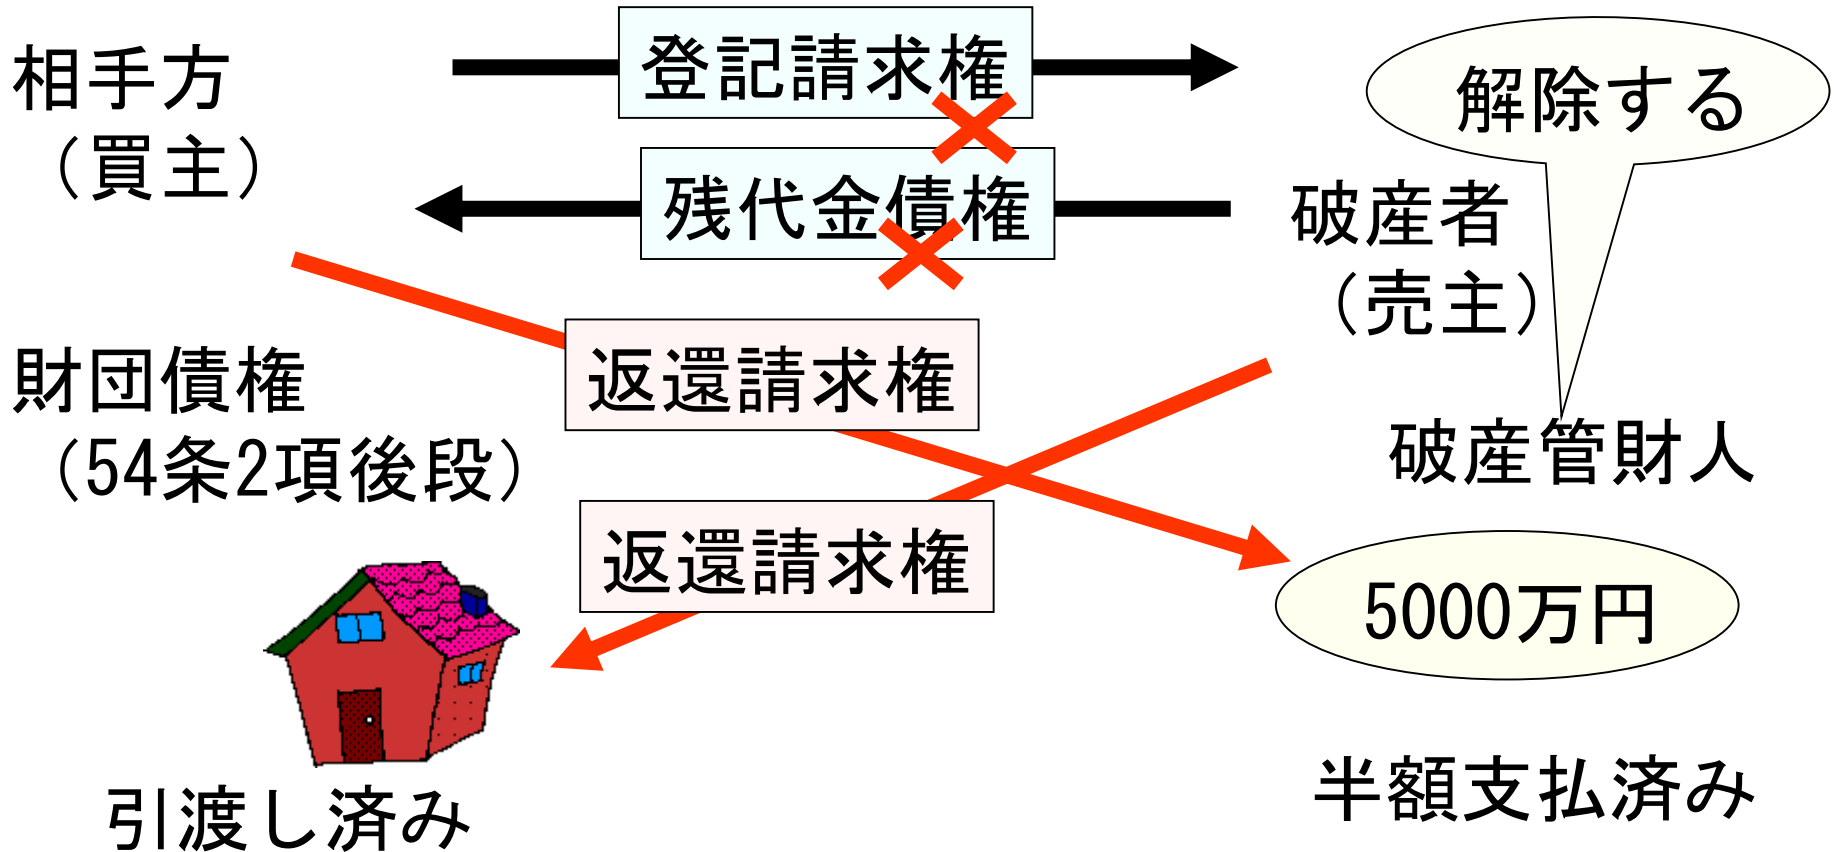 相手方
(買主)
登記請求権
残代金債権
解除する
破産者
(売主)
返還請求権
財団債権
(54条2項後段)
破産管財人
返還請求権
5000万円
引渡し済み
半額支払済み